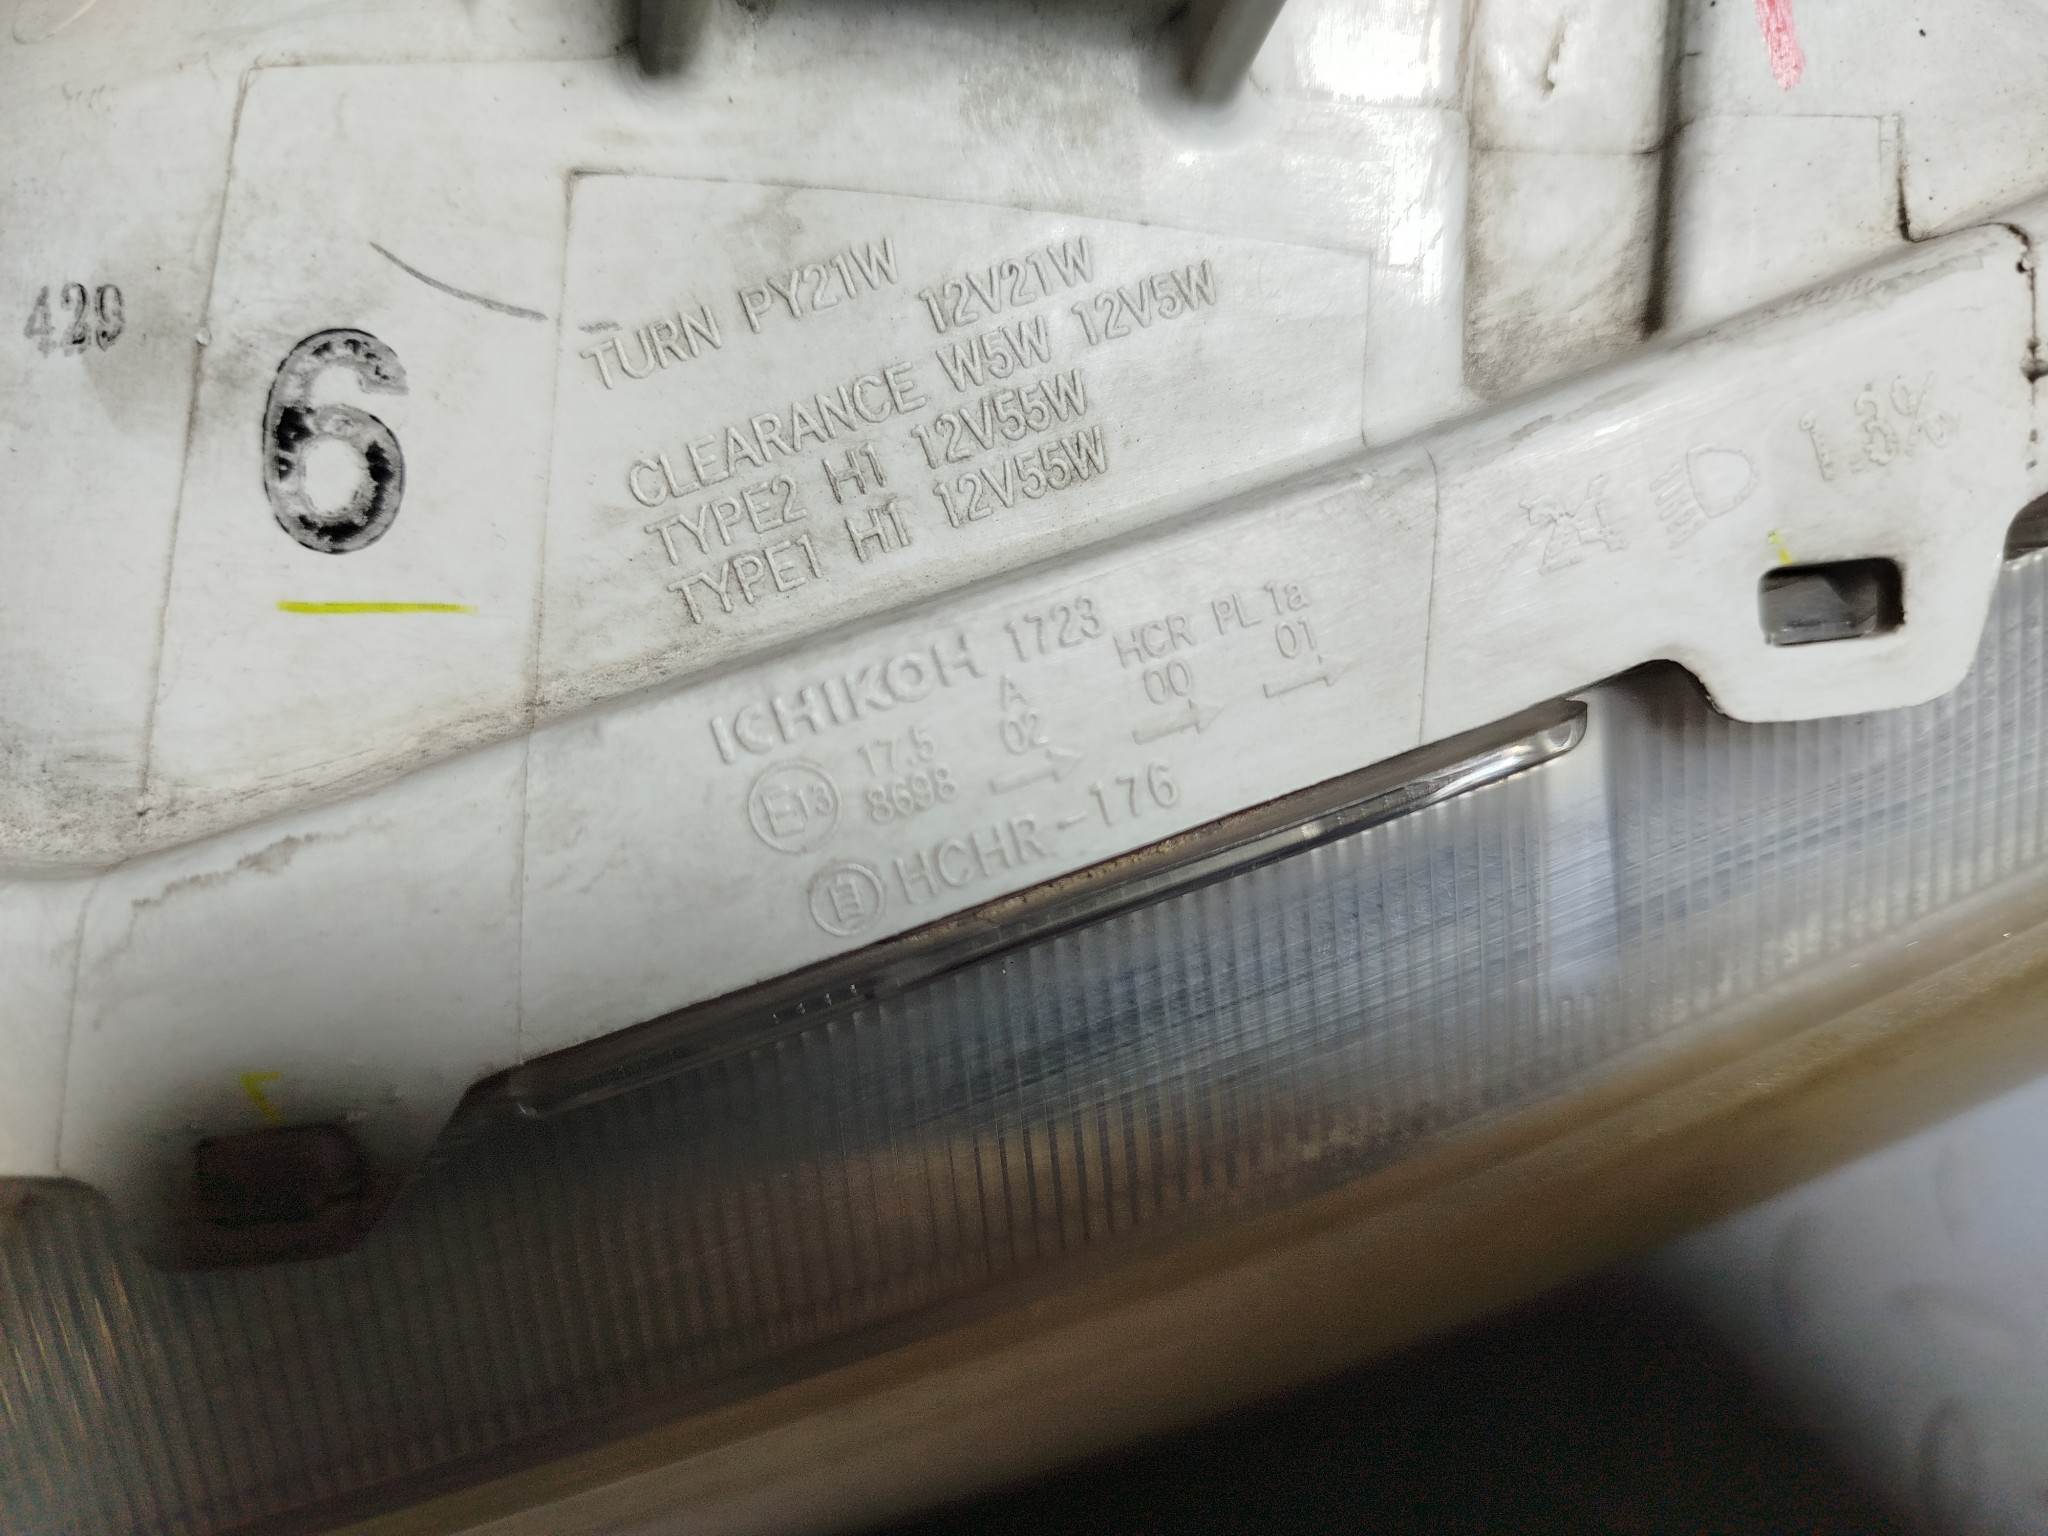 429
6
TURN PY21W
12V21W
CLEARANCE W5W 12V5W
TYPE2 H1 12V55W
TYPE1 H1 12V55W
ICHIKOH 1723
HCR PL 1a
17.5 A 00 01
E13 8698 02
HCHR-176